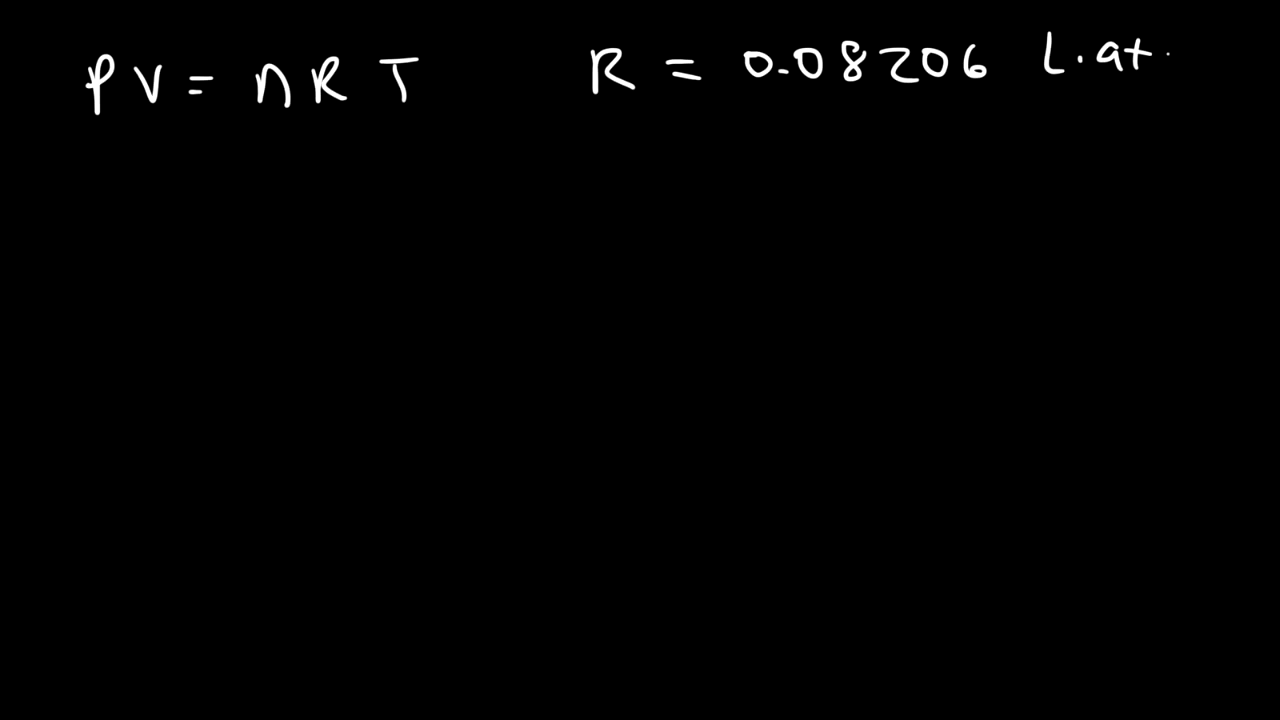 PV = nRT R = 0.08206 L·at